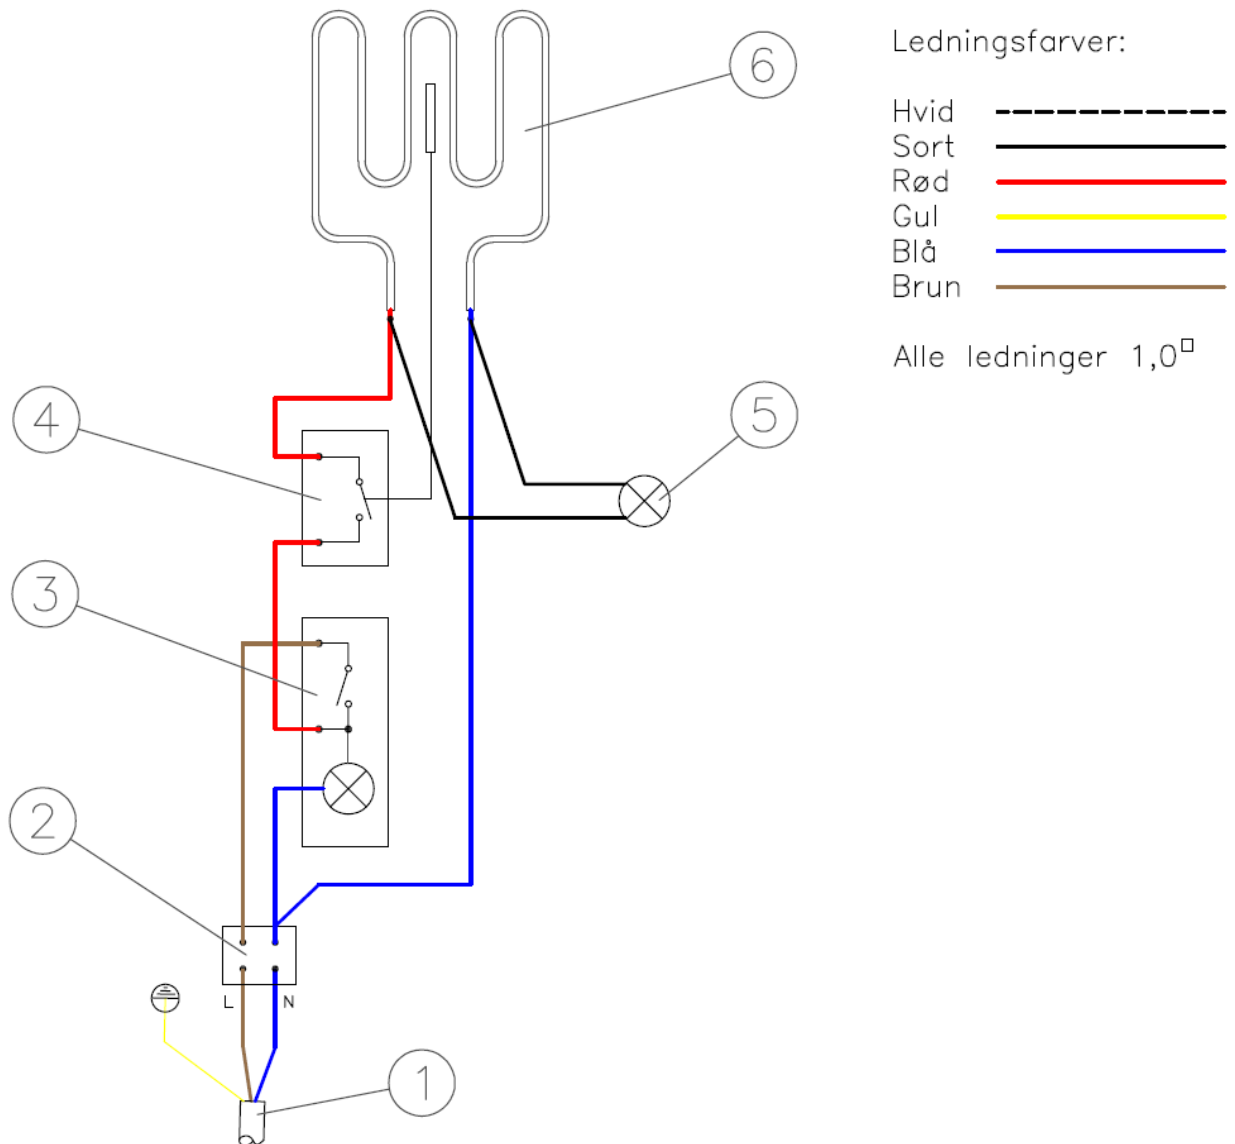 Ledningsfarver:
Hvid
Sort
Rød
Gul
Blå
Brun
Alle ledninger 1,0□
6
5
4
3
2
L N
1